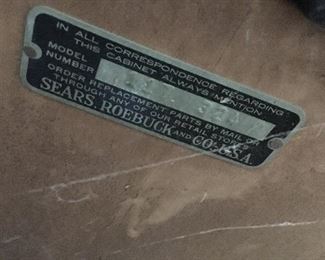 IN ALL CORRESPONDENCE REGARDING
THIS CABINET ALWAYS MENTION
MODEL
NUMBER
ORDER REPLACEMENT PARTS BY MAIL OR
THROUGH ANY OF OUR RETAIL STORES
SEARS, ROEBUCK AND CO.-U.S.A.